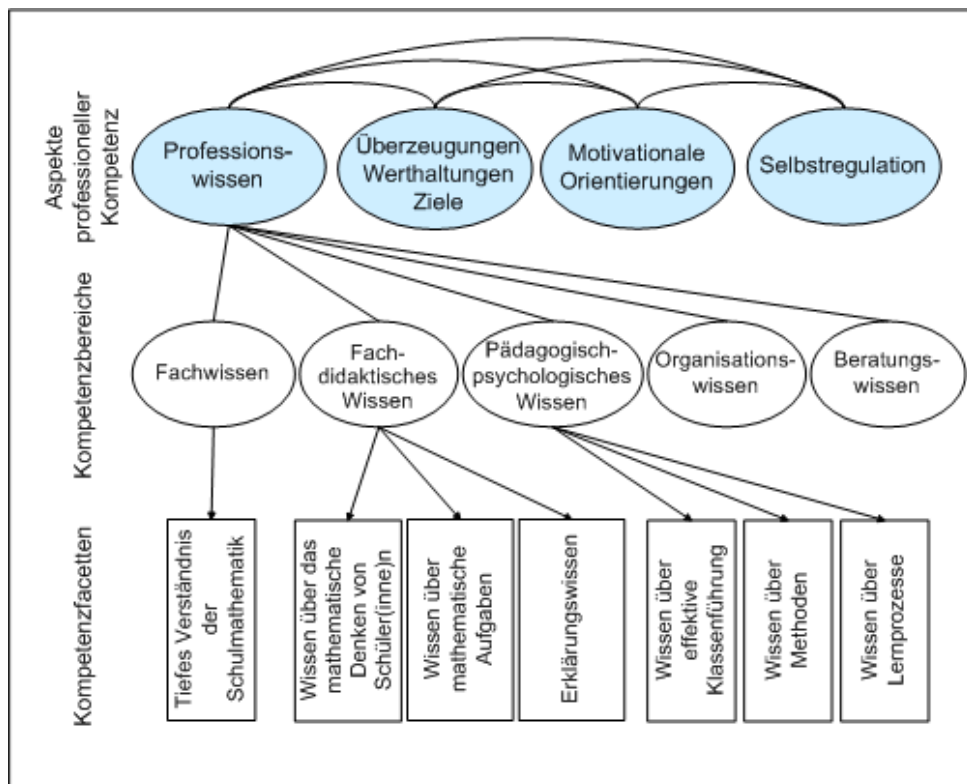 Aspekte
professioneller
Kompetenz
Professions-
wissen
Überzeugungen
Werthaltungen
Ziele
Motivationale
Orientierungen
Selbstregulation
Kompetenzbereiche
Fachwissen
Fach-
didaktisches
Wissen
Pädagogisch-
psychologisches
Wissen
Organisations-
wissen
Beratungs-
wissen
Kompetenzfacetten
Tiefes Verständnis
der
Schulmathematik
Wissen über das
mathematische
Denken von
Schüler(inne)n
Wissen über
mathematische
Aufgaben
Erklärungswissen
Wissen über
effektive
Klassenführung
Wissen über
Methoden
Wissen über
Lernprozesse